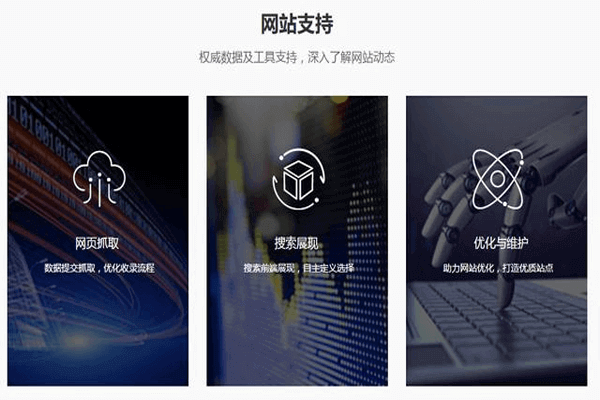 网站支持
权威数据及工具支持，深入了解网站动态
网页抓取
数据提交抓取，优化收录流程
搜索展现
搜索前端展现，自主定义选择
优化与维护
助力网站优化，打造优质站点